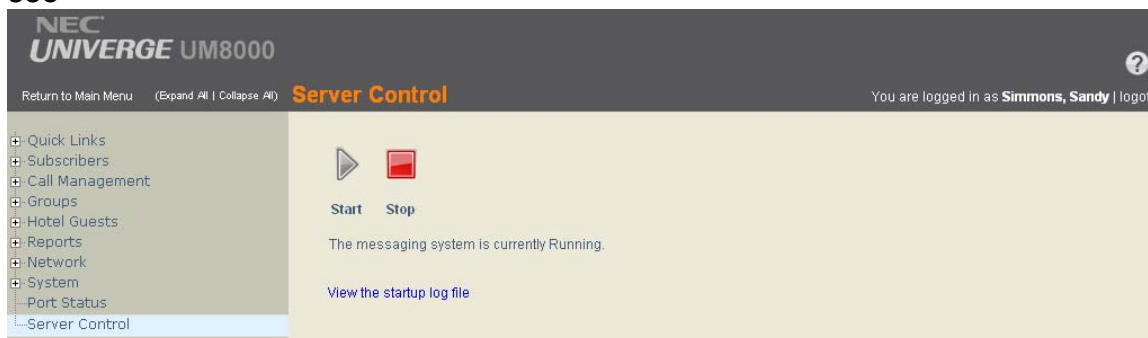 NEC
UNIVERGE UM8000
Return to Main Menu (Expand All | Collapse All) Server Control You are logged in as Simmons, Sandy |
Quick Links
Subscribers
Call Management
Groups
Hotel Guests
Reports
Network
System
Port Status
Server Control
Start Stop
The messaging system is currently Running.
View the startup log file